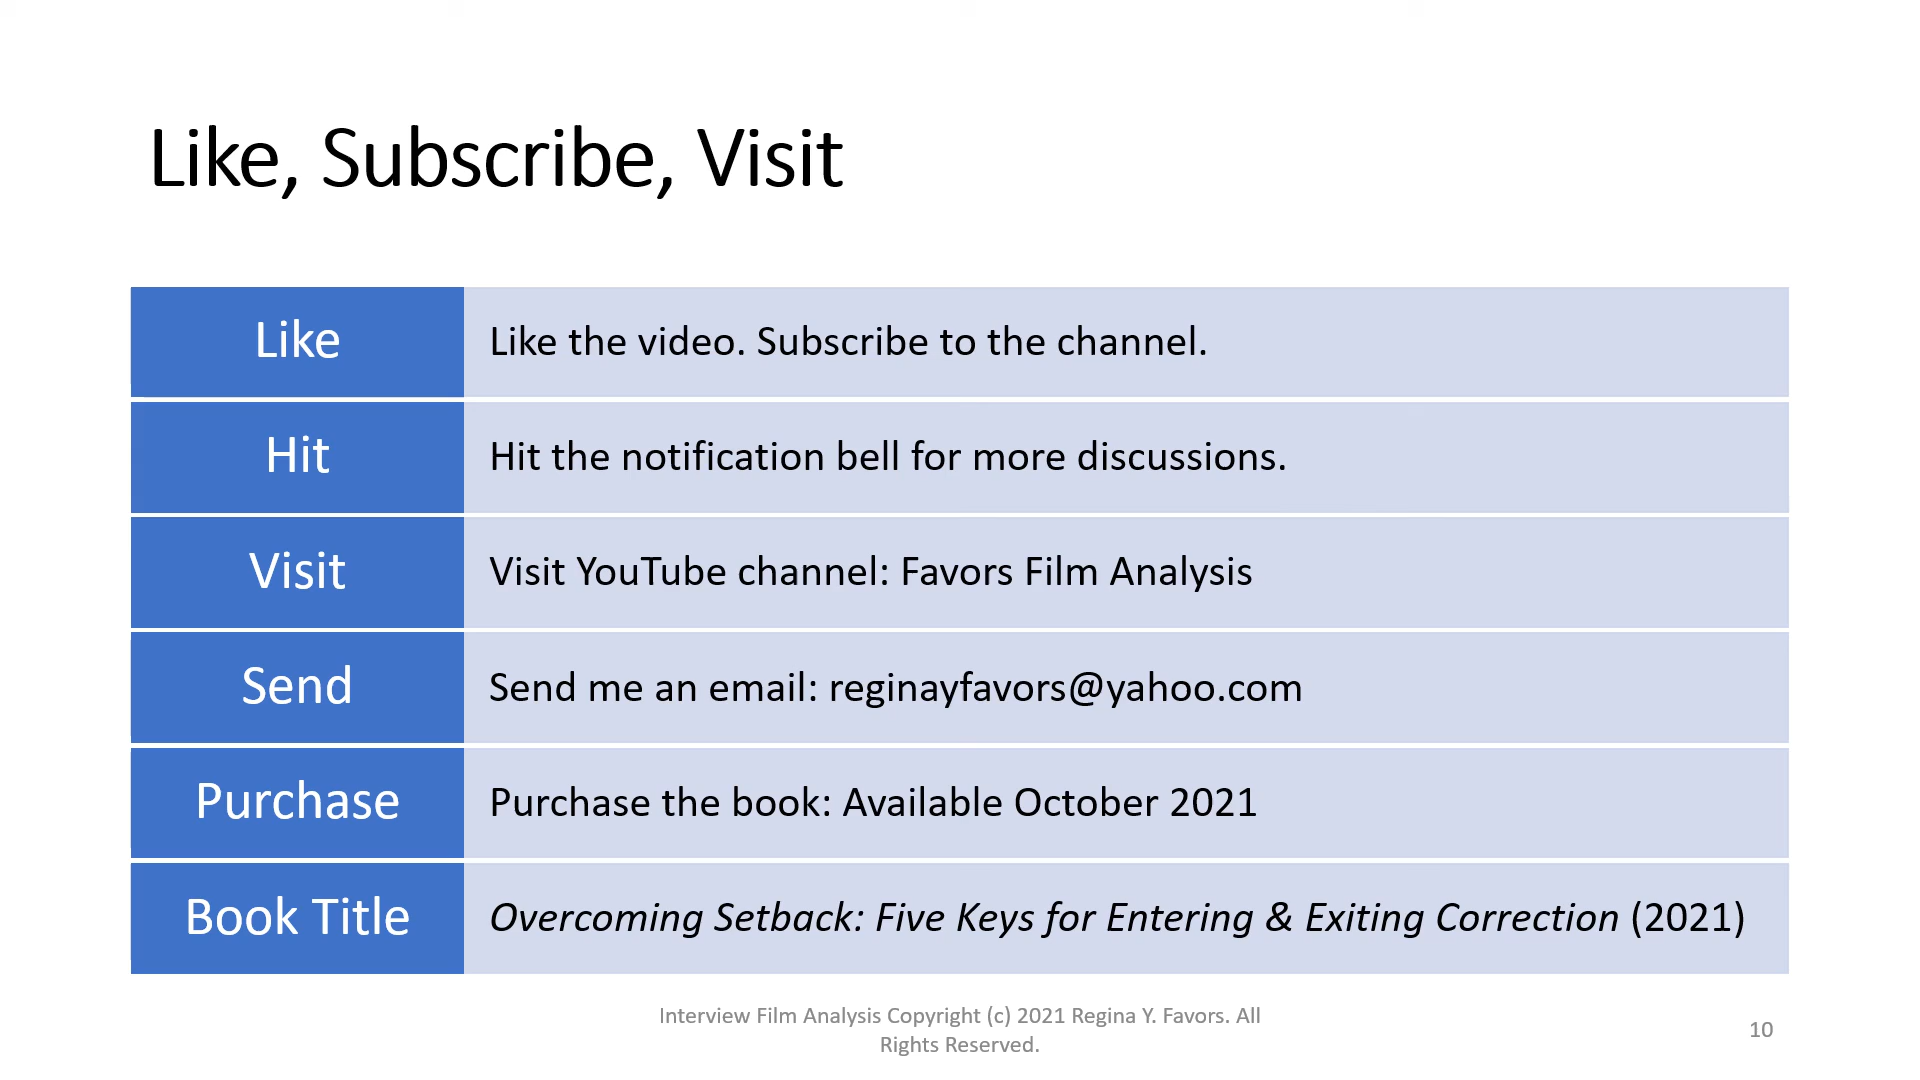 Like, Subscribe, Visit
Like
Like the video. Subscribe to the channel.
Hit
Hit the notification bell for more discussions.
Visit
Visit YouTube channel: Favors Film Analysis
Send
Send me an email: reginayfavors@yahoo.com
Purchase
Purchase the book: Available October 2021
Book Title
Overcoming Setback: Five Keys for Entering & Exiting Correction (2021)
Interview Film Analysis Copyright (c) 2021 Regina Y. Favors. All
Rights Reserved.
10